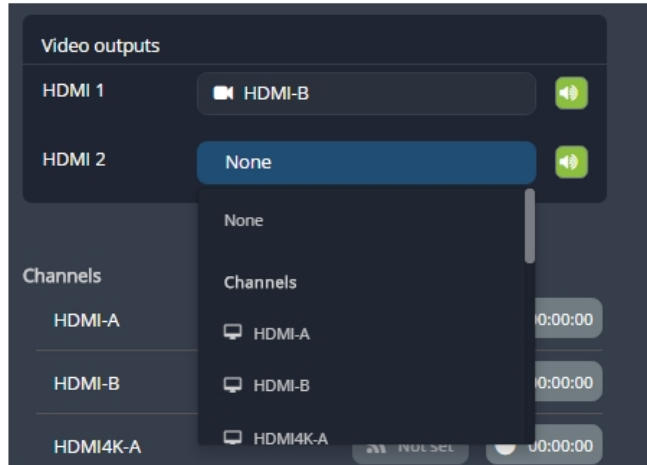 Video outputs
HDMI 1 HDMI-B
HDMI 2 None
None
Channels Channels
HDMI-A HDMI-A 00:00:00
HDMI-B HDMI-B 00:00:00
HDMI4K-A HDMI4K-A Not set 00:00:00